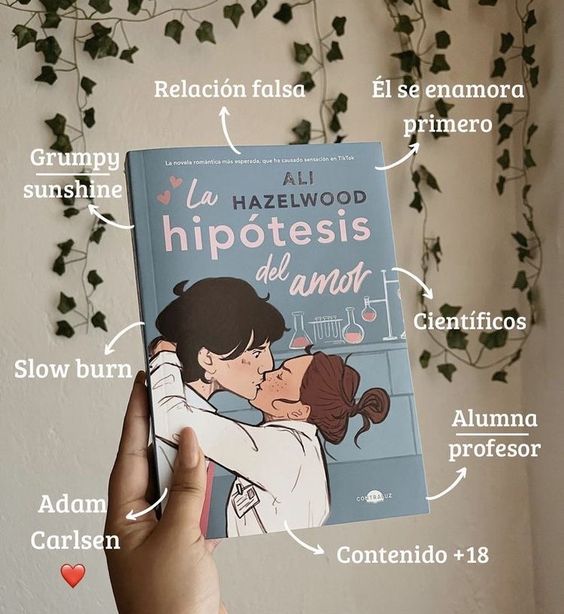 Relación falsa
Él se enamora
primero
Grumpy
sunshine
La novela romántica más esperada, que ha causado sensación en TikTok
ALI
HAZELWOOD
La
hipótesis
del amor
Científicos
Slow burn
Alumna
profesor
CONTRALUZ
Adam
Carlsen
Contenido +18